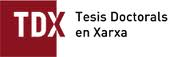 TDX
Tesis Doctorals
en Xarxa